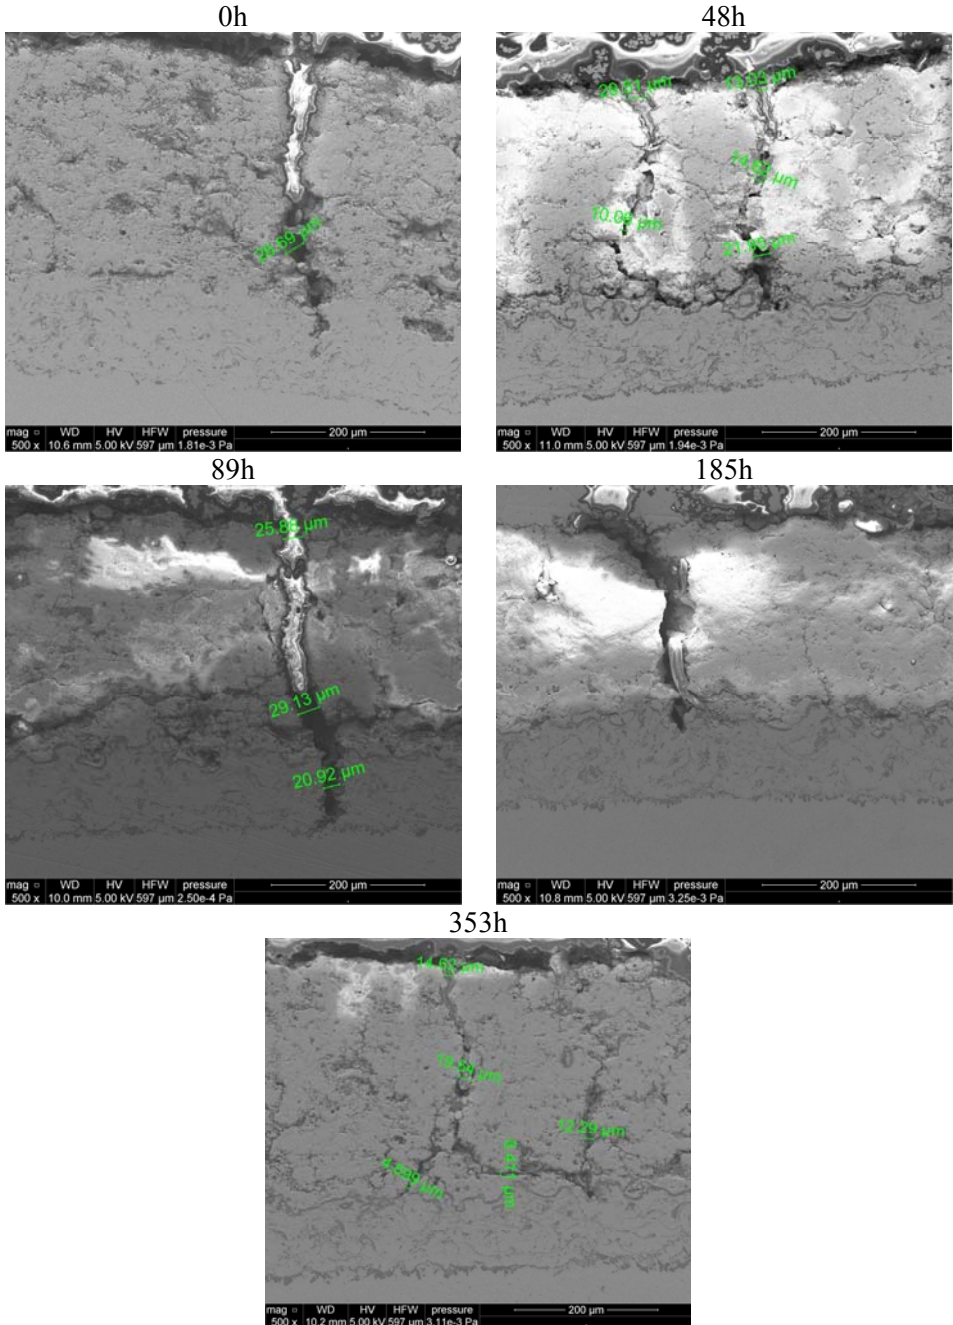 0h
48h
28.69 µm
13.03 µm
14.62 µm
10.08 µm
mag WD HV HFW pressure
500 x 10.6 mm 5.00 kV 597 µm 1.81e-3 Pa
200 µm
mag WD HV HFW pressure
500 x 11.0 mm 5.00 kV 597 µm 1.94e-3 Pa
200 µm
89h
185h
25.88 µm
29.13 µm
20.92 µm
mag WD HV HFW pressure
500 x 10.0 mm 5.00 kV 597 µm 2.50e-4 Pa
200 µm
mag WD HV HFW pressure
500 x 10.8 mm 5.00 kV 597 µm 3.25e-3 Pa
200 µm
353h
14.62 µm
19.54 µm
12.29 µm
4.699 µm
mag WD HV HFW pressure
500 x 10.2 mm 5.00 kV 597 µm 3.11e-3 Pa
200 µm